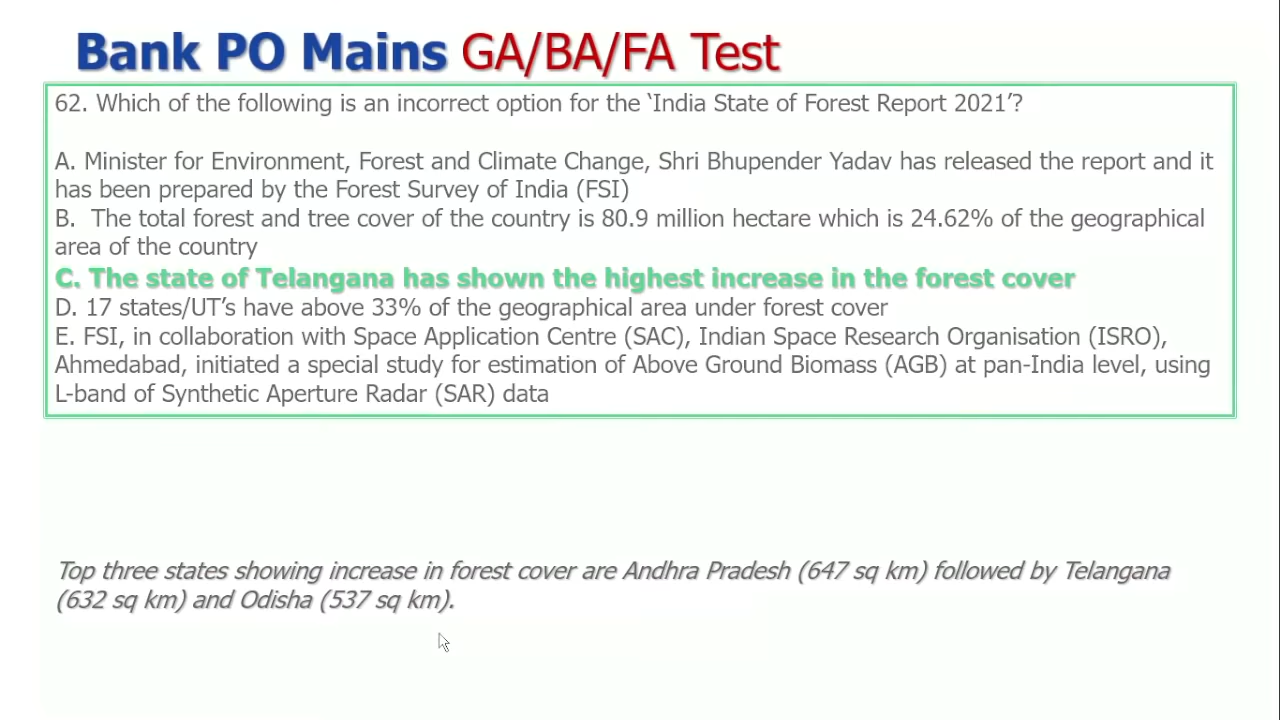 Bank PO Mains GA/BA/FA Test
62. Which of the following is an incorrect option for the ‘India State of Forest Report 2021’?
A. Minister for Environment, Forest and Climate Change, Shri Bhupender Yadav has released the report and it
has been prepared by the Forest Survey of India (FSI)
B.  The total forest and tree cover of the country is 80.9 million hectare which is 24.62% of the geographical
area of the country
C. The state of Telangana has shown the highest increase in the forest cover
D. 17 states/UT’s have above 33% of the geographical area under forest cover
E. FSI, in collaboration with Space Application Centre (SAC), Indian Space Research Organisation (ISRO),
Ahmedabad, initiated a special study for estimation of Above Ground Biomass (AGB) at pan-India level, using
L-band of Synthetic Aperture Radar (SAR) data
Top three states showing increase in forest cover are Andhra Pradesh (647 sq km) followed by Telangana
(632 sq km) and Odisha (537 sq km).